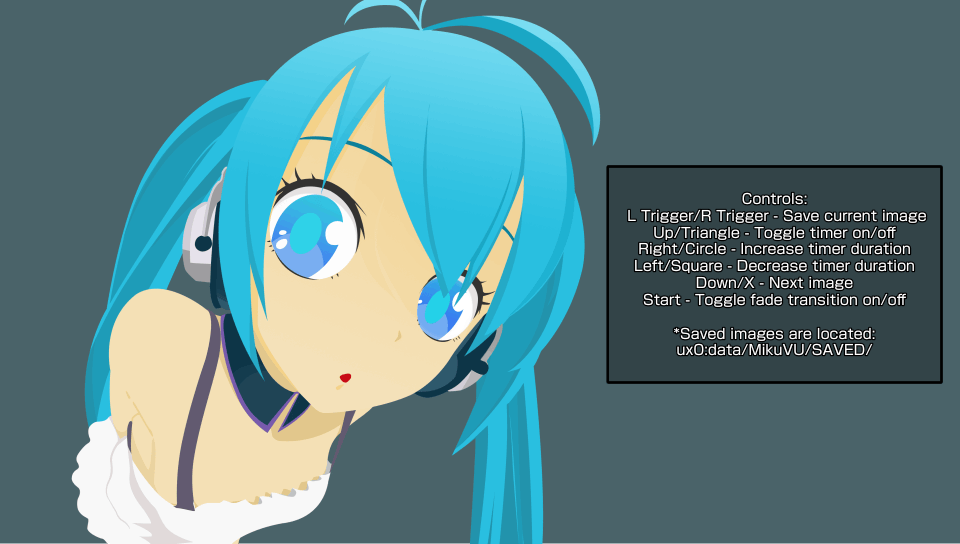 Controls:
L Trigger/R Trigger - Save current image
Up/Triangle - Toggle timer on/off
Right/Circle - Increase timer duration
Left/Square - Decrease timer duration
Down/X - Next image
Start - Toggle fade transition on/off
*Saved images are located:
ux0:data/MikuVU/SAVED/